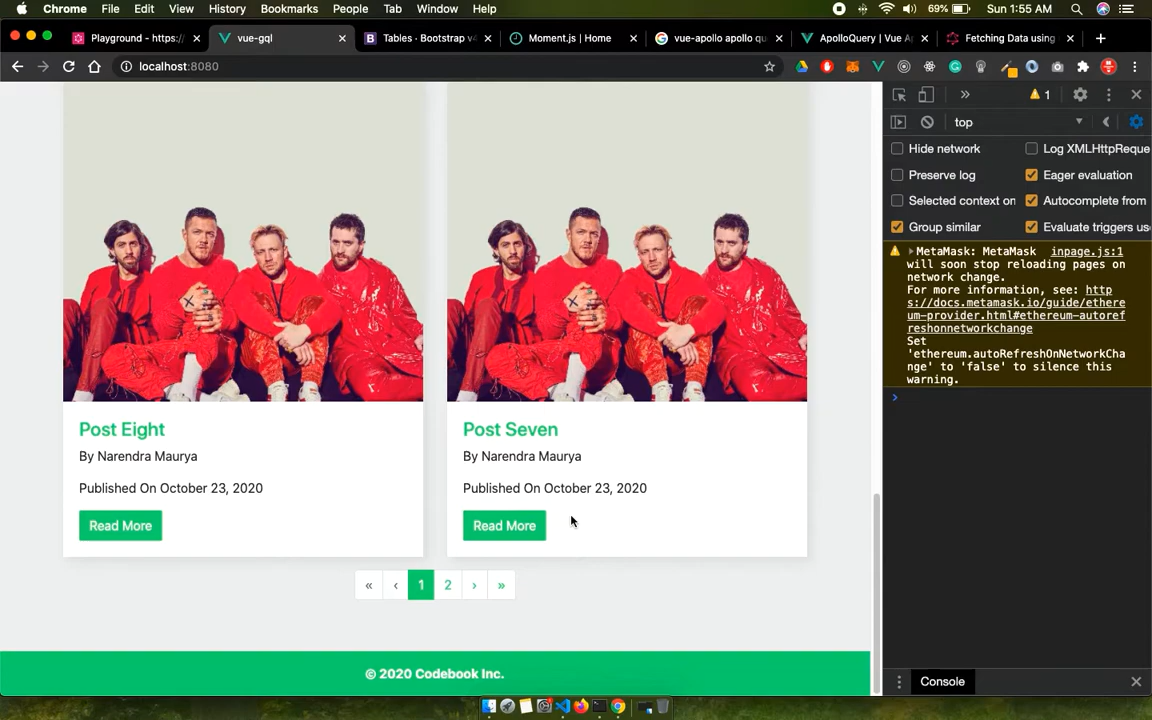 Chrome File Edit View History Bookmarks People Tab Window Help 69% Sun 1:55 AM
Playground - https:/ vue-gql Tables · Bootstrap v4 Moment.js | Home vue-apollo apollo qu ApolloQuery | Vue A Fetching Data using
localhost:8080
1
top
Hide network Log XMLHttpReque
Preserve log Eager evaluation
Selected context on Autocomplete from
Group similar Evaluate triggers us
MetaMask: MetaMask inpage.js:1
will soon stop reloading pages on
network change.
For more information, see: http
s://docs.metamask.io/guide/ethere
um-provider.html#ethereum-autoref
reshonnetworkchange
Set
'ethereum.autoRefreshOnNetworkCha
nge' to 'false' to silence this
warning.
Post Eight
By Narendra Maurya
Published On October 23, 2020
Read More
Post Seven
By Narendra Maurya
Published On October 23, 2020
Read More
« ‹ 1 2 › »
© 2020 Codebook Inc.
Console